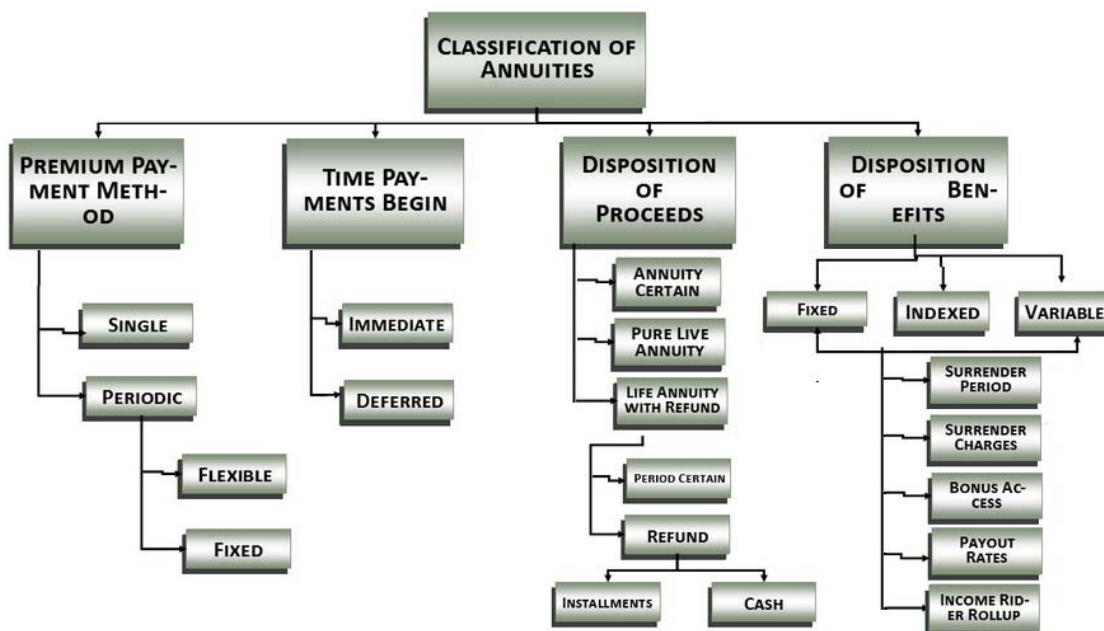 CLASSIFICATION OF
ANNUITIES
PREMIUM PAY-
MENT METH-
OD
TIME PAY-
MENTS BEGIN
DISPOSITION
OF
PROCEEDS
DISPOSITION
OF BEN-
EFITS
SINGLE
PERIODIC
FLEXIBLE
FIXED
IMMEDIATE
DEFERRED
ANNUITY
CERTAIN
PURE LIVE
ANNUITY
LIFE ANNUITY
WITH REFUND
PERIOD CERTAIN
REFUND
INSTALLMENTS
CASH
FIXED
INDEXED
VARIABLE
SURRENDER
PERIOD
SURRENDER
CHARGES
BONUS AC-
CESS
PAYOUT
RATES
INCOME RID-
ER ROLLUP